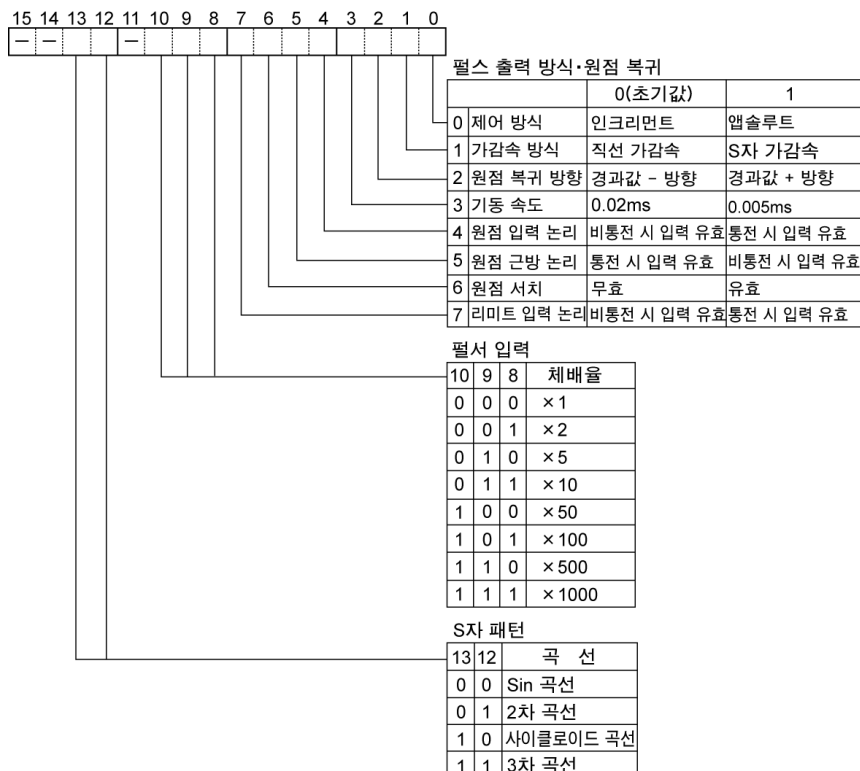 15 14 13 12 11 10 9 8 7 6 5 4 3 2 1 0
— — —
펄스 출력 방식·원점 복귀
0(초기값) 1
0 제어 방식 인크리먼트 앱솔루트
1 가감속 방식 직선 가감속 S자 가감속
2 원점 복귀 방향 경과값 − 방향 경과값 + 방향
3 기동 속도 0.02ms 0.005ms
4 원점 입력 논리 비통전 시 입력 유효 통전 시 입력 유효
5 원점 근방 논리 통전 시 입력 유효 비통전 시 입력 유효
6 원점 서치 무효 유효
7 리미트 입력 논리 비통전 시 입력 유효 통전 시 입력 유효
펄서 입력
10 9 8 체배율
0 0 0 ×1
0 0 1 ×2
0 1 0 ×5
0 1 1 ×10
1 0 0 ×50
1 0 1 ×100
1 1 0 ×500
1 1 1 ×1000
S자 패턴
13 12 곡 선
0 0 Sin 곡선
0 1 2차 곡선
1 0 사이클로이드 곡선
1 1 3차 곡선